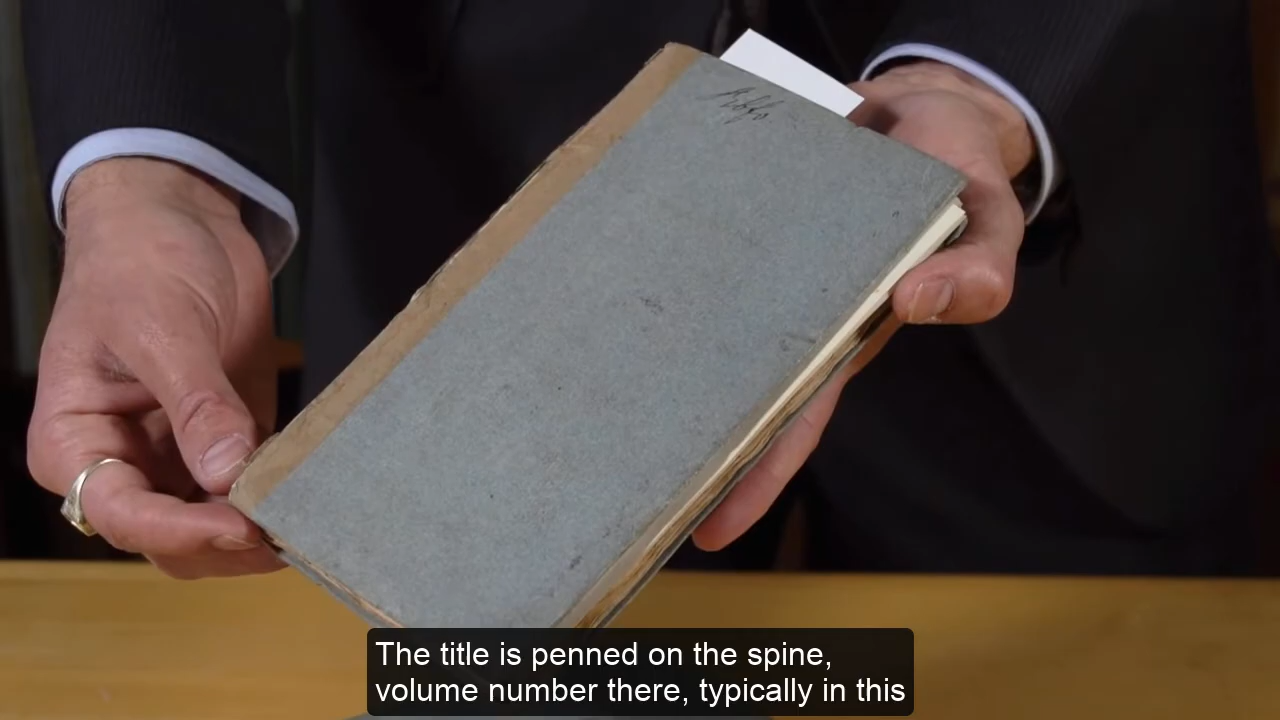 The title is penned on the spine,
volume number there, typically in this